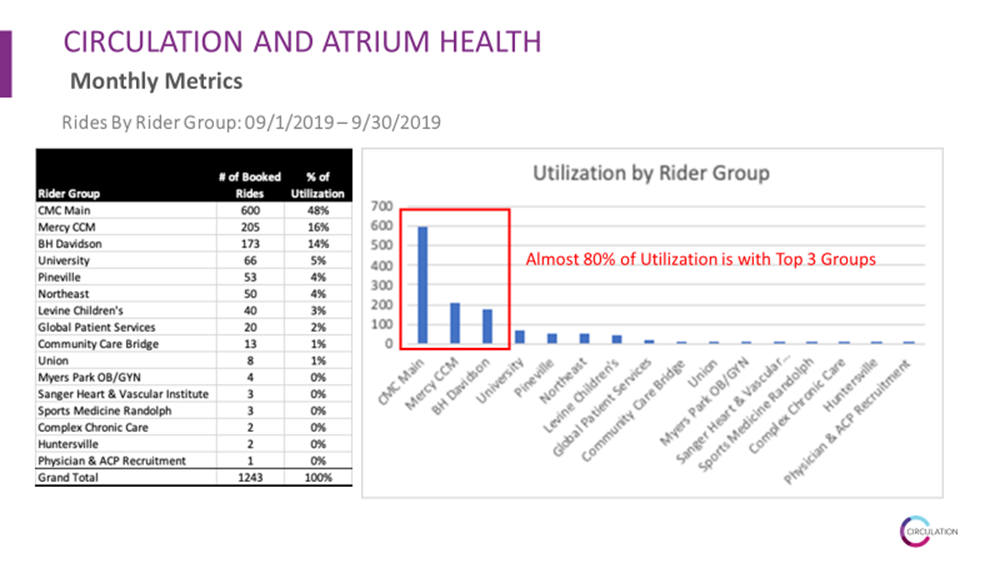 CIRCULATION AND ATRIUM HEALTH
Monthly Metrics
Rides By Rider Group: 09/1/2019 – 9/30/2019
Rider Group # of Booked Rides % of Utilization
CMC Main 600 48%
Mercy CCM 205 16%
BH Davidson 173 14%
University 66 5%
Pineville 53 4%
Northeast 50 4%
Levine Children's 40 3%
Global Patient Services 20 2%
Community Care Bridge 13 1%
Union 8 1%
Myers Park OB/GYN 4 0%
Sanger Heart & Vascular Institute 3 0%
Sports Medicine Randolph 3 0%
Complex Chronic Care 2 0%
Huntersville 2 0%
Physician & ACP Recruitment 1 0%
Grand Total 1243 100%
Utilization by Rider Group
700
600
500
400
300
200
100
0
Almost 80% of Utilization is with Top 3 Groups
CMC Main
Mercy CCM
BH Davidson
University
Pineville
Northeast
Levine Children's
Global Patient Services
Community Care Bridge
Union
Myers Park OB/GYN
Sanger Heart & Vascular...
Sports Medicine Randolph
Complex Chronic Care
Huntersville
Physician & ACP Recruitment
CIRCULATION